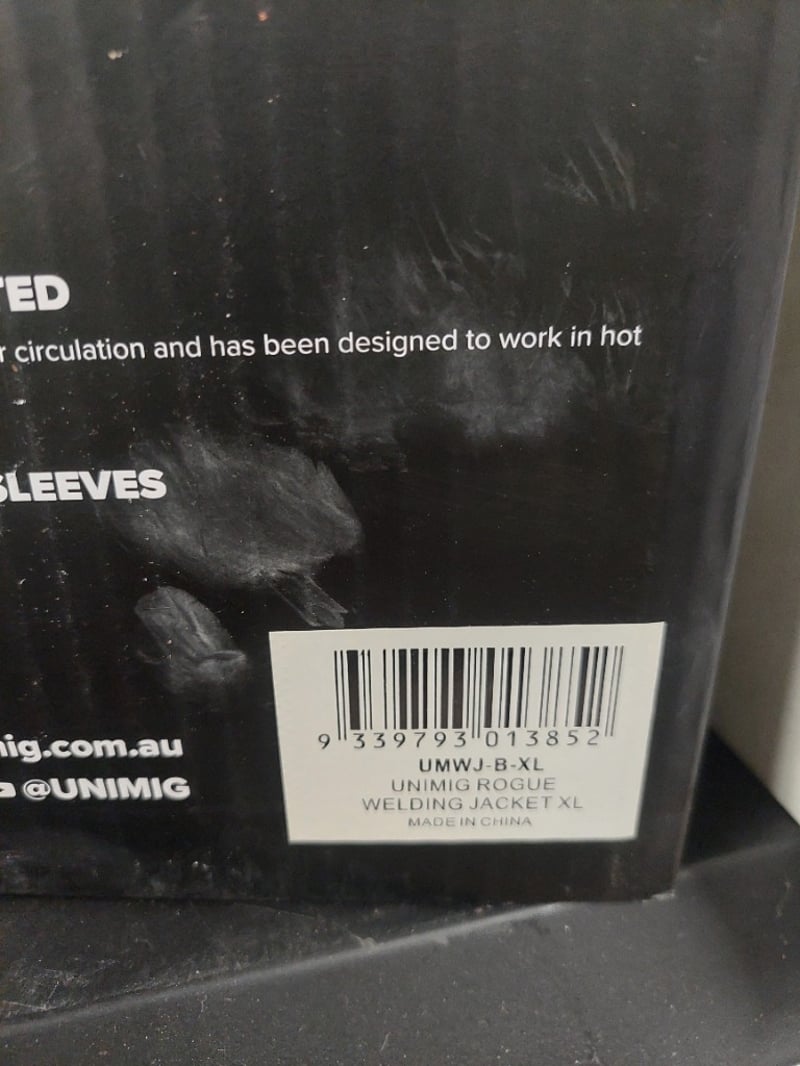 ED
circulation and has been designed to work in hot
SLEEVES
ig.com.au
@UNIMIG
9 339793 013852
UMWJ-B-XL
UNIMIG ROGUE
WELDING JACKET XL
MADE IN CHINA